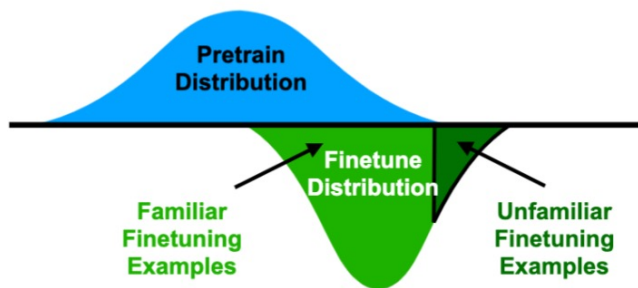 Pretrain
Distribution
Finetune
Distribution
Familiar
Finetuning
Examples
Unfamiliar
Finetuning
Examples